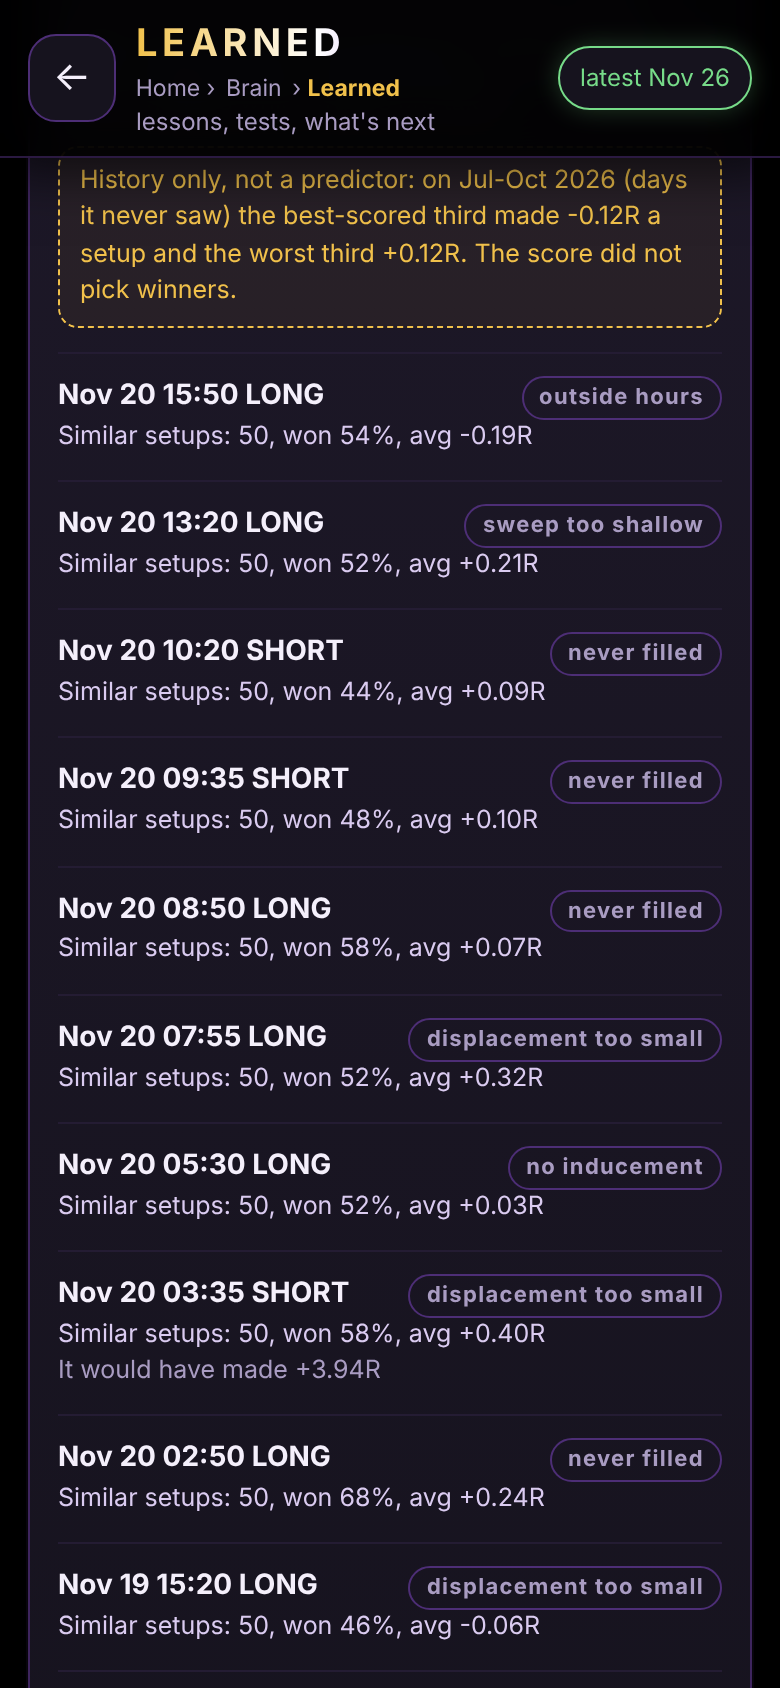 LEARNED
Home › Brain › Learned
lessons, tests, what's next
latest Nov 26
History only, not a predictor: on Jul-Oct 2026 (days
it never saw) the best-scored third made -0.12R a
setup and the worst third +0.12R. The score did not
pick winners.
Nov 20 15:50 LONG
outside hours
Similar setups: 50, won 54%, avg -0.19R
Nov 20 13:20 LONG
sweep too shallow
Similar setups: 50, won 52%, avg +0.21R
Nov 20 10:20 SHORT
never filled
Similar setups: 50, won 44%, avg +0.09R
Nov 20 09:35 SHORT
never filled
Similar setups: 50, won 48%, avg +0.10R
Nov 20 08:50 LONG
never filled
Similar setups: 50, won 58%, avg +0.07R
Nov 20 07:55 LONG
displacement too small
Similar setups: 50, won 52%, avg +0.32R
Nov 20 05:30 LONG
no inducement
Similar setups: 50, won 52%, avg +0.03R
Nov 20 03:35 SHORT
displacement too small
Similar setups: 50, won 58%, avg +0.40R
It would have made +3.94R
Nov 20 02:50 LONG
never filled
Similar setups: 50, won 68%, avg +0.24R
Nov 19 15:20 LONG
displacement too small
Similar setups: 50, won 46%, avg -0.06R